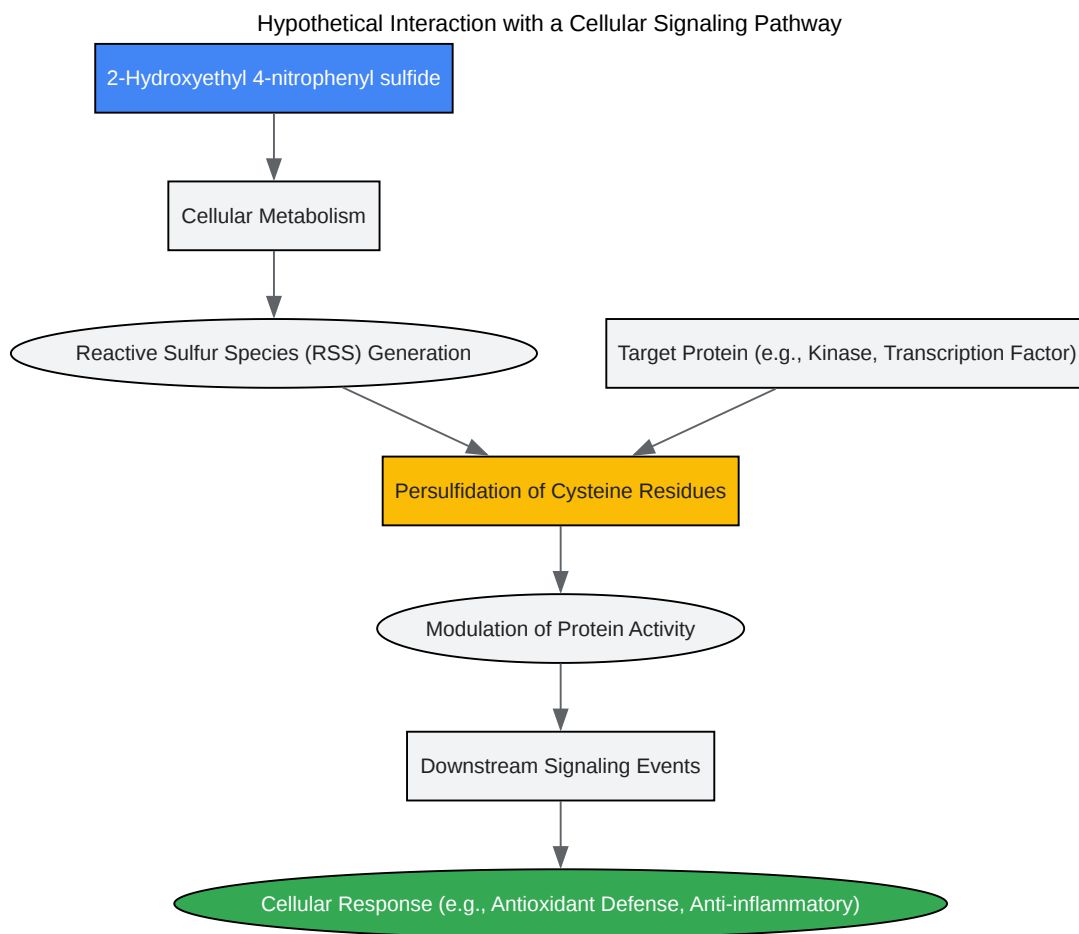 Hypothetical Interaction with a Cellular Signaling Pathway
2-Hydroxyethyl 4-nitrophenyl sulfide
Cellular Metabolism
Reactive Sulfur Species (RSS) Generation
Target Protein (e.g., Kinase, Transcription Factor)
Persulfidation of Cysteine Residues
Modulation of Protein Activity
Downstream Signaling Events
Cellular Response (e.g., Antioxidant Defense, Anti-inflammatory)